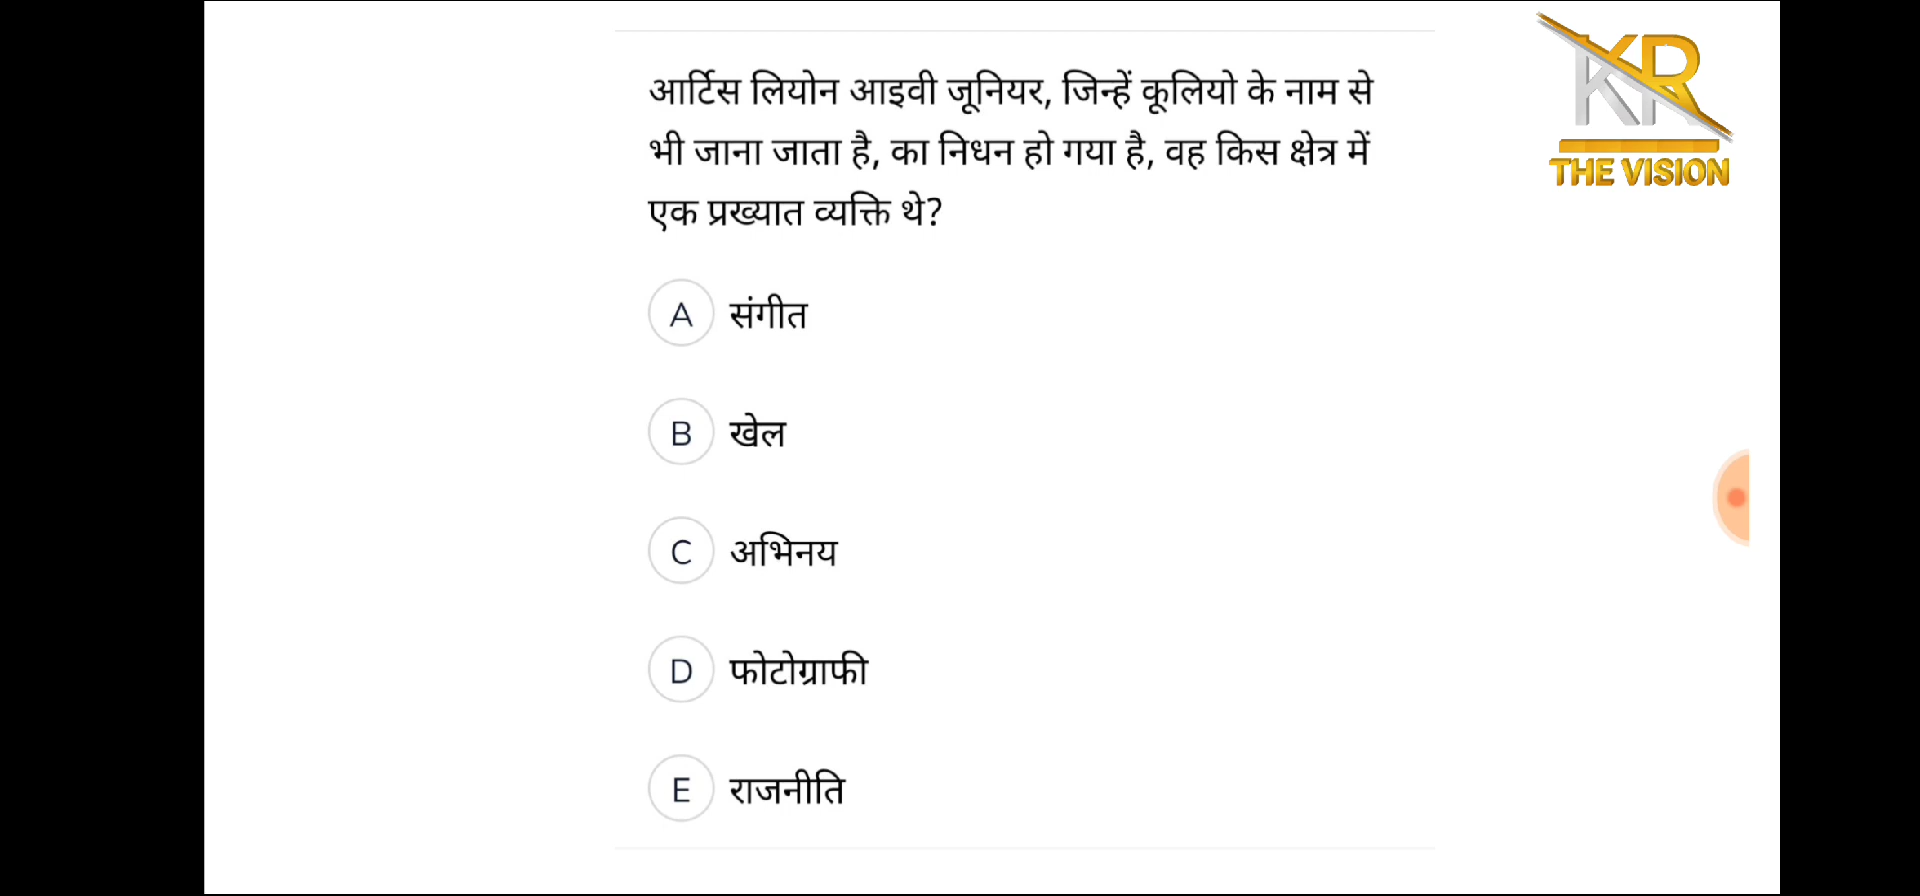 आर्टिस लियोन आइवी जूनियर, जिन्हें कूलियो के नाम से
भी जाना जाता है, का निधन हो गया है, वह किस क्षेत्र में
एक प्रख्यात व्यक्ति थे?
A संगीत
B खेल
C अभिनय
D फोटोग्राफी
E राजनीति
KR
THE VISION